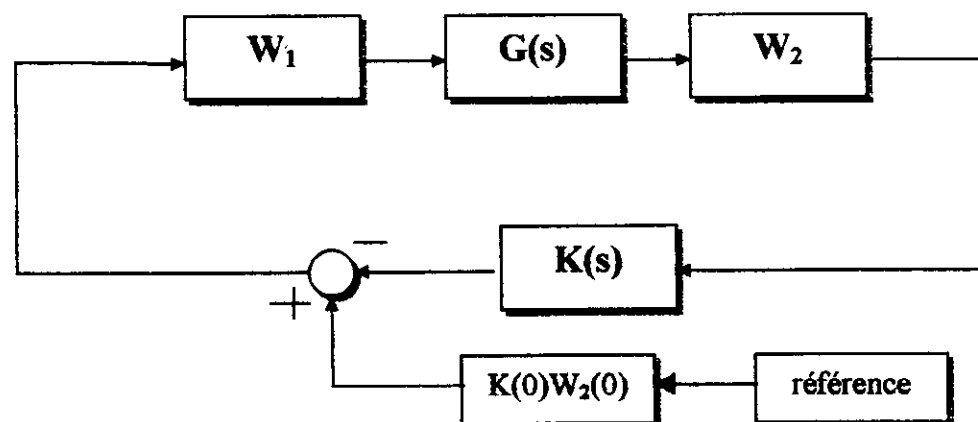 W₁
G(s)
W₂
−
K(s)
+
K(0)W₂(0)
référence